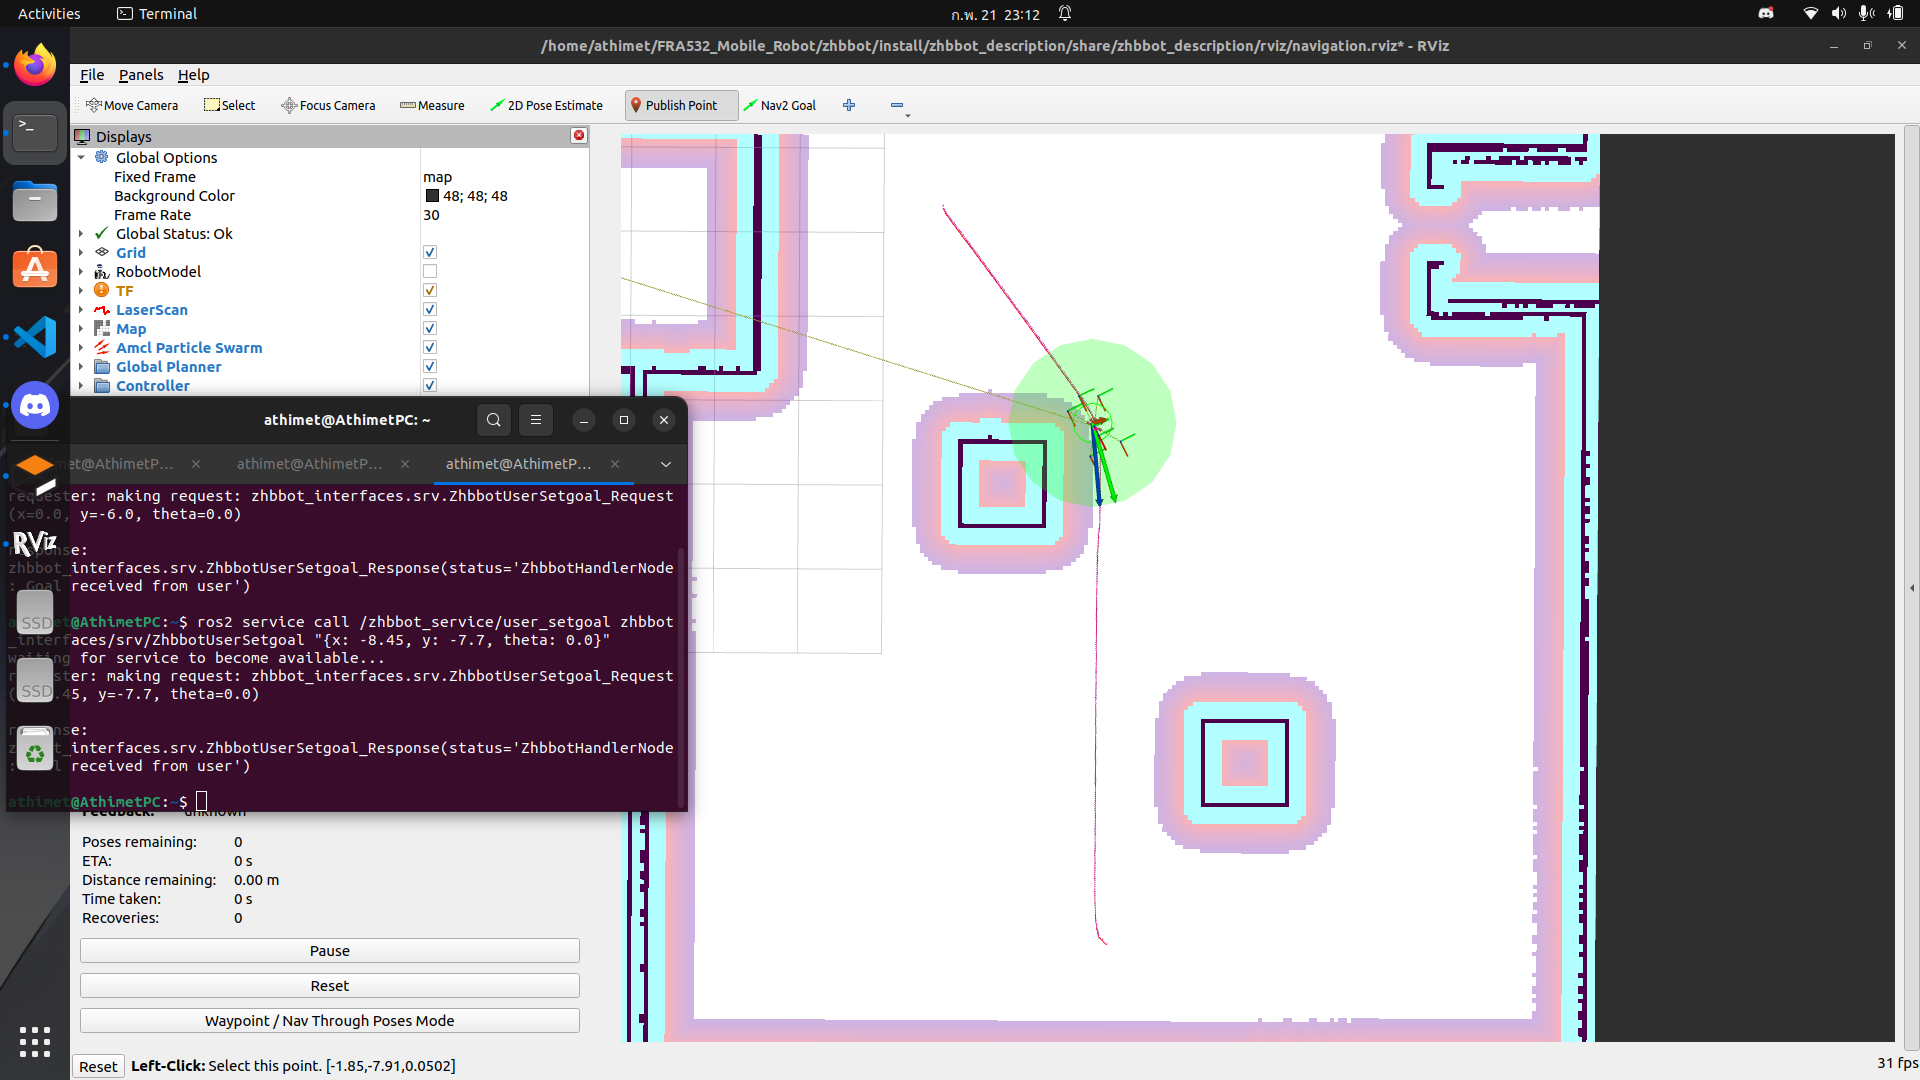 Activities
Terminal
ก.พ. 21 23:12
/home/athimet/FRA532_Mobile_Robot/zhbbot/install/zhbbot_description/share/zhbbot_description/rviz/navigation.rviz* - RViz
File Panels Help
Move Camera Select Focus Camera Measure 2D Pose Estimate Publish Point Nav2 Goal
Displays
Global Options
Fixed Frame map
Background Color 48; 48; 48
Frame Rate 30
Global Status: Ok
Grid
RobotModel
TF
LaserScan
Map
Amcl Particle Swarm
Global Planner
Controller
athimet@AthimetPC: ~
et@AthimetP... athimet@AthimetP... athimet@AthimetP...
requester: making request: zhbbot_interfaces.srv.ZhbbotUserSetgoal_Request
(x=0.0, y=-6.0, theta=0.0)
response:
zhbbot_interfaces.srv.ZhbbotUserSetgoal_Response(status='ZhbbotHandlerNode
: Goal received from user')
athimet@AthimetPC:~$ ros2 service call /zhbbot_service/user_setgoal zhbbot
_interfaces/srv/ZhbbotUserSetgoal "{x: -8.45, y: -7.7, theta: 0.0}"
waiting for service to become available...
requester: making request: zhbbot_interfaces.srv.ZhbbotUserSetgoal_Request
(x=-8.45, y=-7.7, theta=0.0)
response:
zhbbot_interfaces.srv.ZhbbotUserSetgoal_Response(status='ZhbbotHandlerNode
: Goal received from user')
athimet@AthimetPC:~$
RViz
SSD
SSD
Feedback: unknown
Poses remaining: 0
ETA: 0 s
Distance remaining: 0.00 m
Time taken: 0 s
Recoveries: 0
Pause
Reset
Waypoint / Nav Through Poses Mode
Reset Left-Click: Select this point. [-1.85,-7.91,0.0502]
31 fps